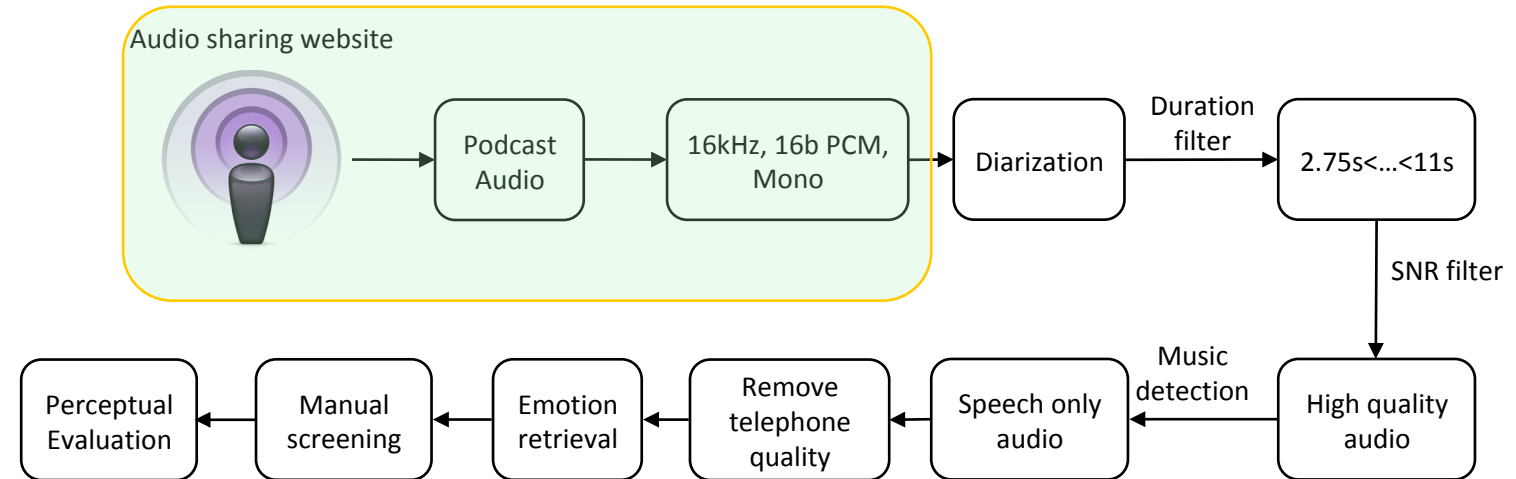 Audio sharing website
Podcast
Audio
16kHz, 16b PCM,
Mono
Diarization
Duration
filter
2.75s<...<11s
SNR filter
High quality
audio
Music
detection
Speech only
audio
Remove
telephone
quality
Emotion
retrieval
Manual
screening
Perceptual
Evaluation